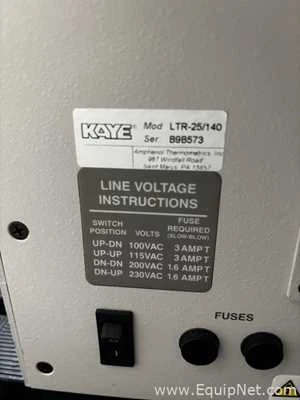 KAYE Mod LTR-25/140
Ser. B9B573
Amphenol Thermometrics Inc
967 Windfall Road
Saint Marys, PA 15857
LINE VOLTAGE
INSTRUCTIONS
SWITCH POSITION VOLTS FUSE REQUIRED (SLOW-BLOW)
UP-DN 100VAC 3 AMP T
UP-UP 115VAC 3 AMP T
DN-DN 200VAC 1.6 AMP T
DN-UP 230VAC 1.6 AMP T
FUSES
www.EquipNet.com